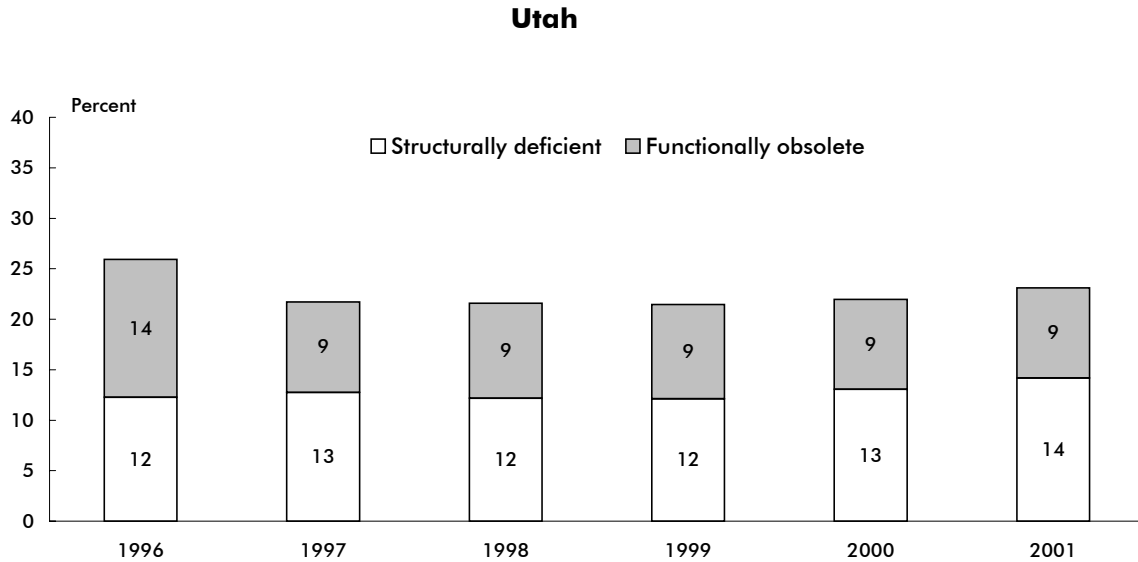 Utah
Percent
40
35
30
25
20
15
10
5
0
Structurally deficient Functionally obsolete
14 9 9 9 9 9
12 13 12 12 13 14
1996 1997 1998 1999 2000 2001